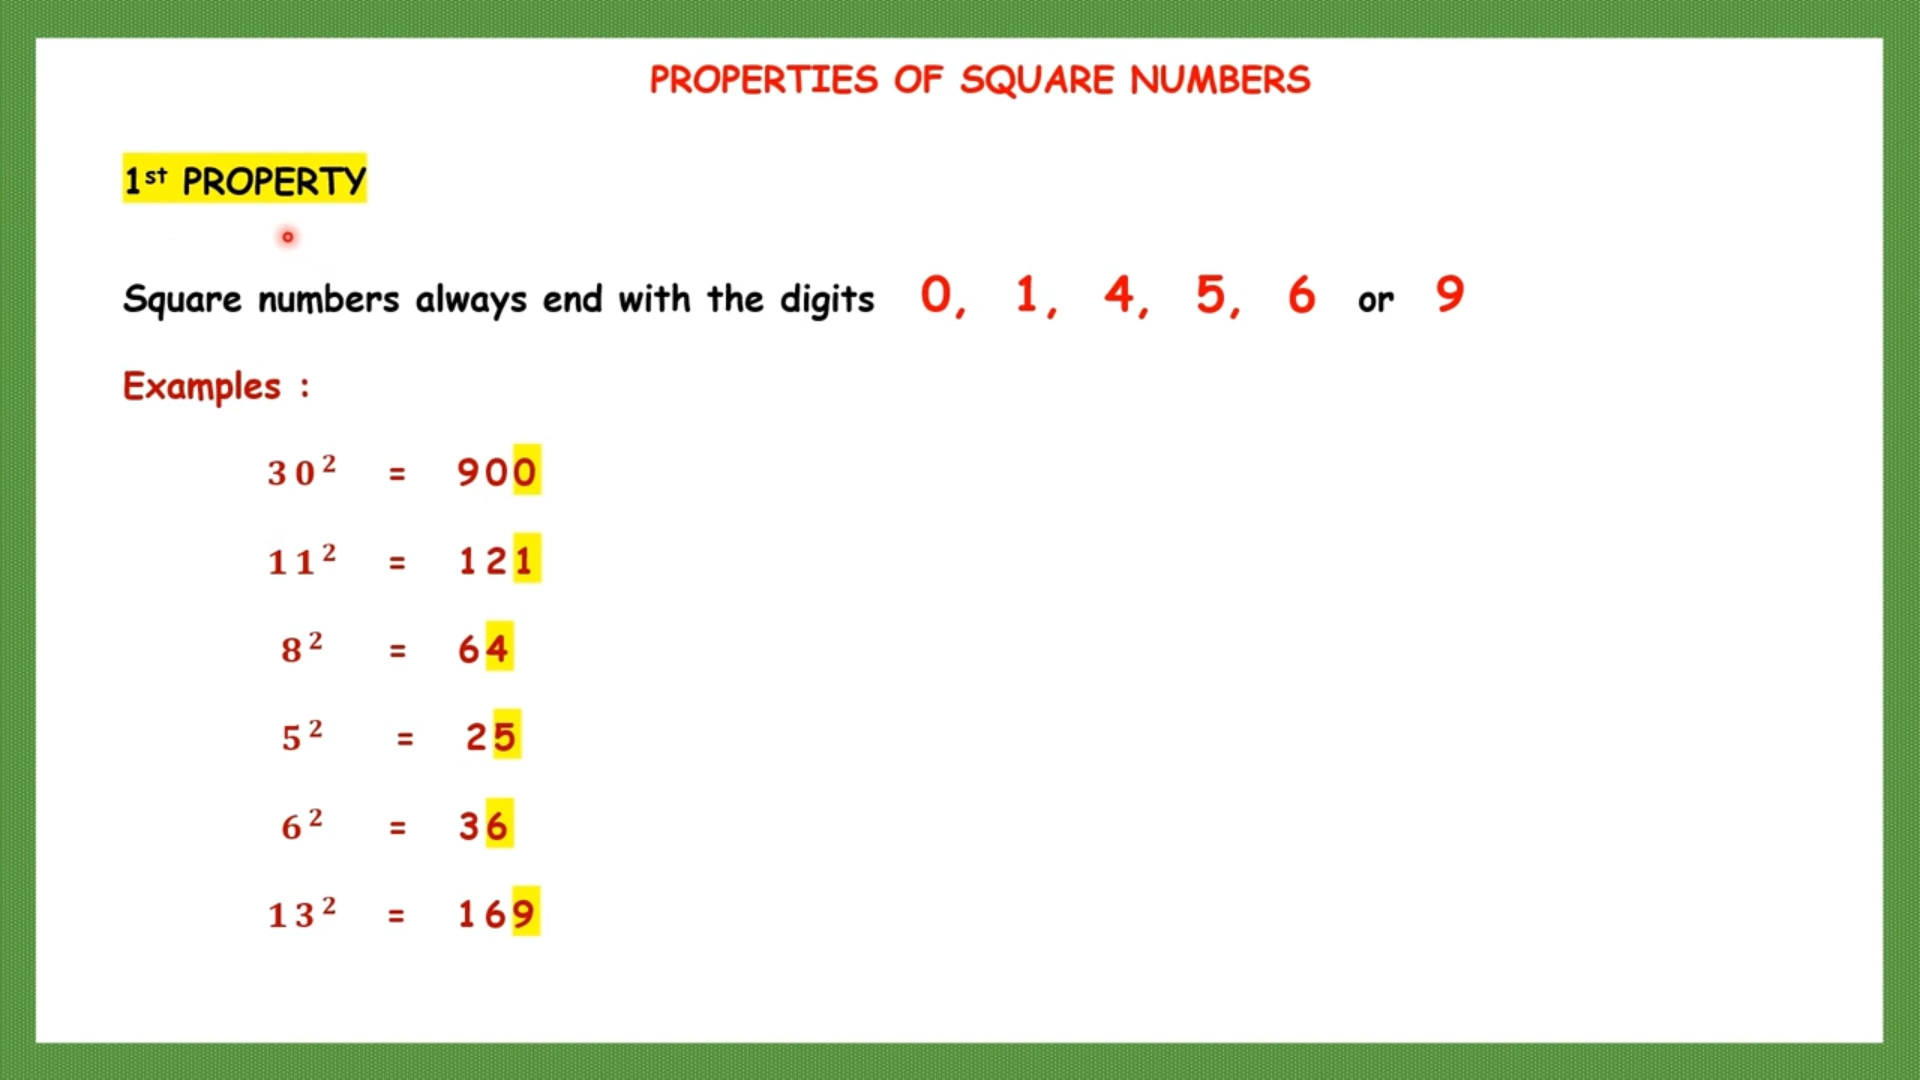 PROPERTIES OF SQUARE NUMBERS
1st PROPERTY
Square numbers always end with the digits 0, 1, 4, 5, 6 or 9
Examples :
30² = 900
11² = 121
8² = 64
5² = 25
6² = 36
13² = 169